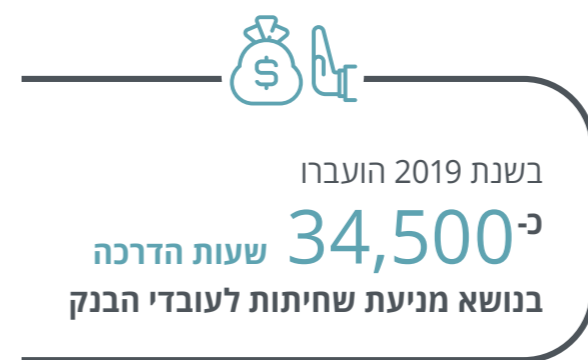 בשנת 2019 הועברו
כ-34,500 שעות הדרכה
בנושא מניעת שחיתות לעובדי הבנק